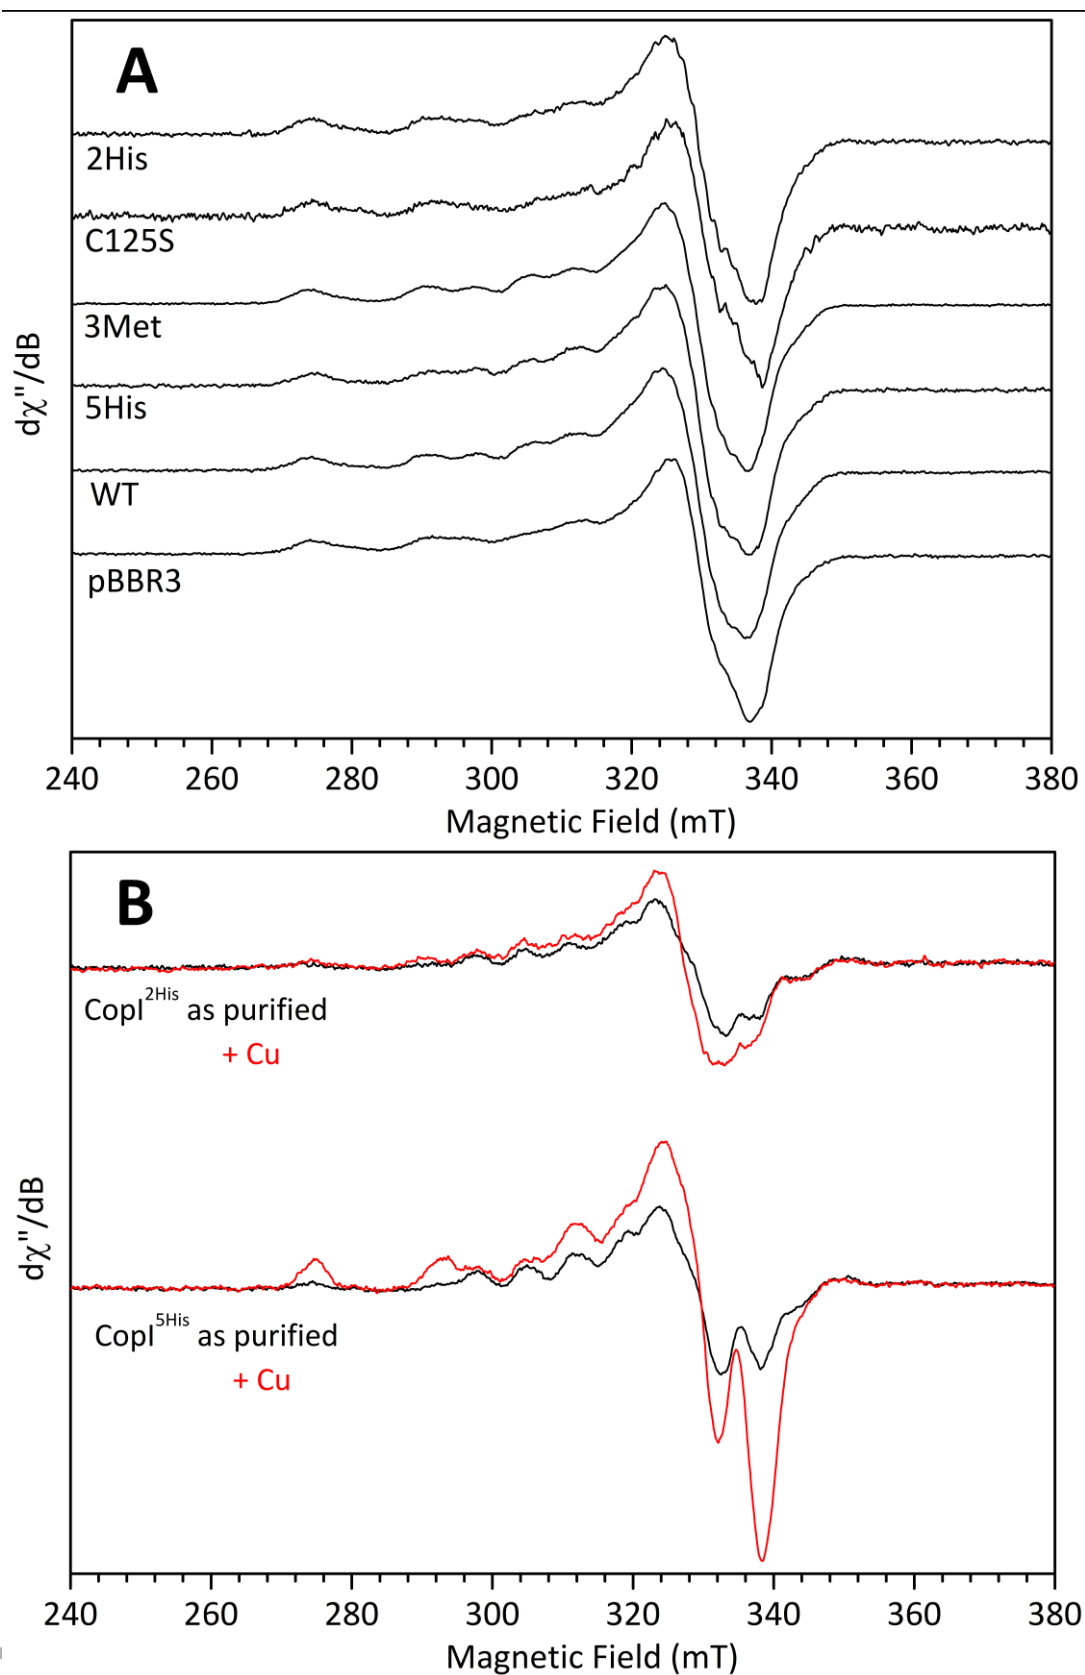 A
2His
C125S
3Met
5His
WT
pBBR3
dχ"/dB
240 260 280 300 320 340 360 380
Magnetic Field (mT)
B
CopI2His as purified
+ Cu
CopI5His as purified
+ Cu
dχ"/dB
240 260 280 300 320 340 360 380
Magnetic Field (mT)